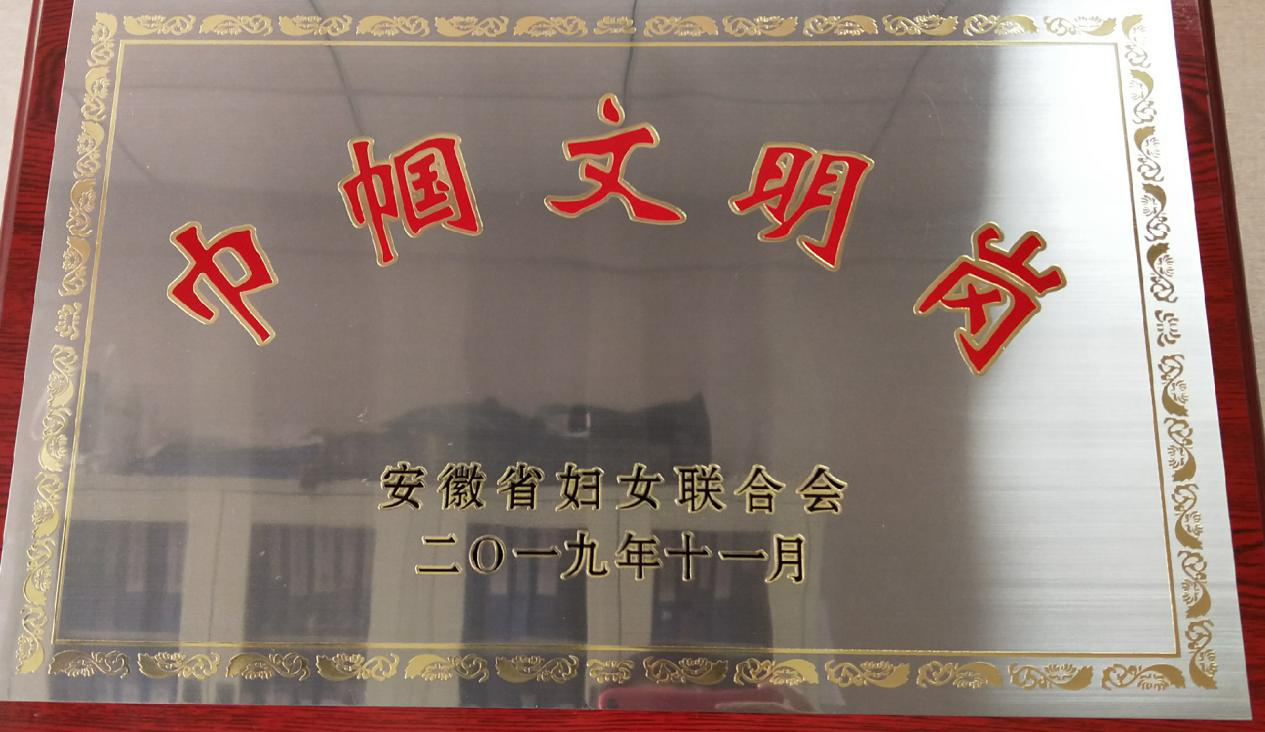 巾帼文明岗
安徽省妇女联合会
二〇一九年十一月